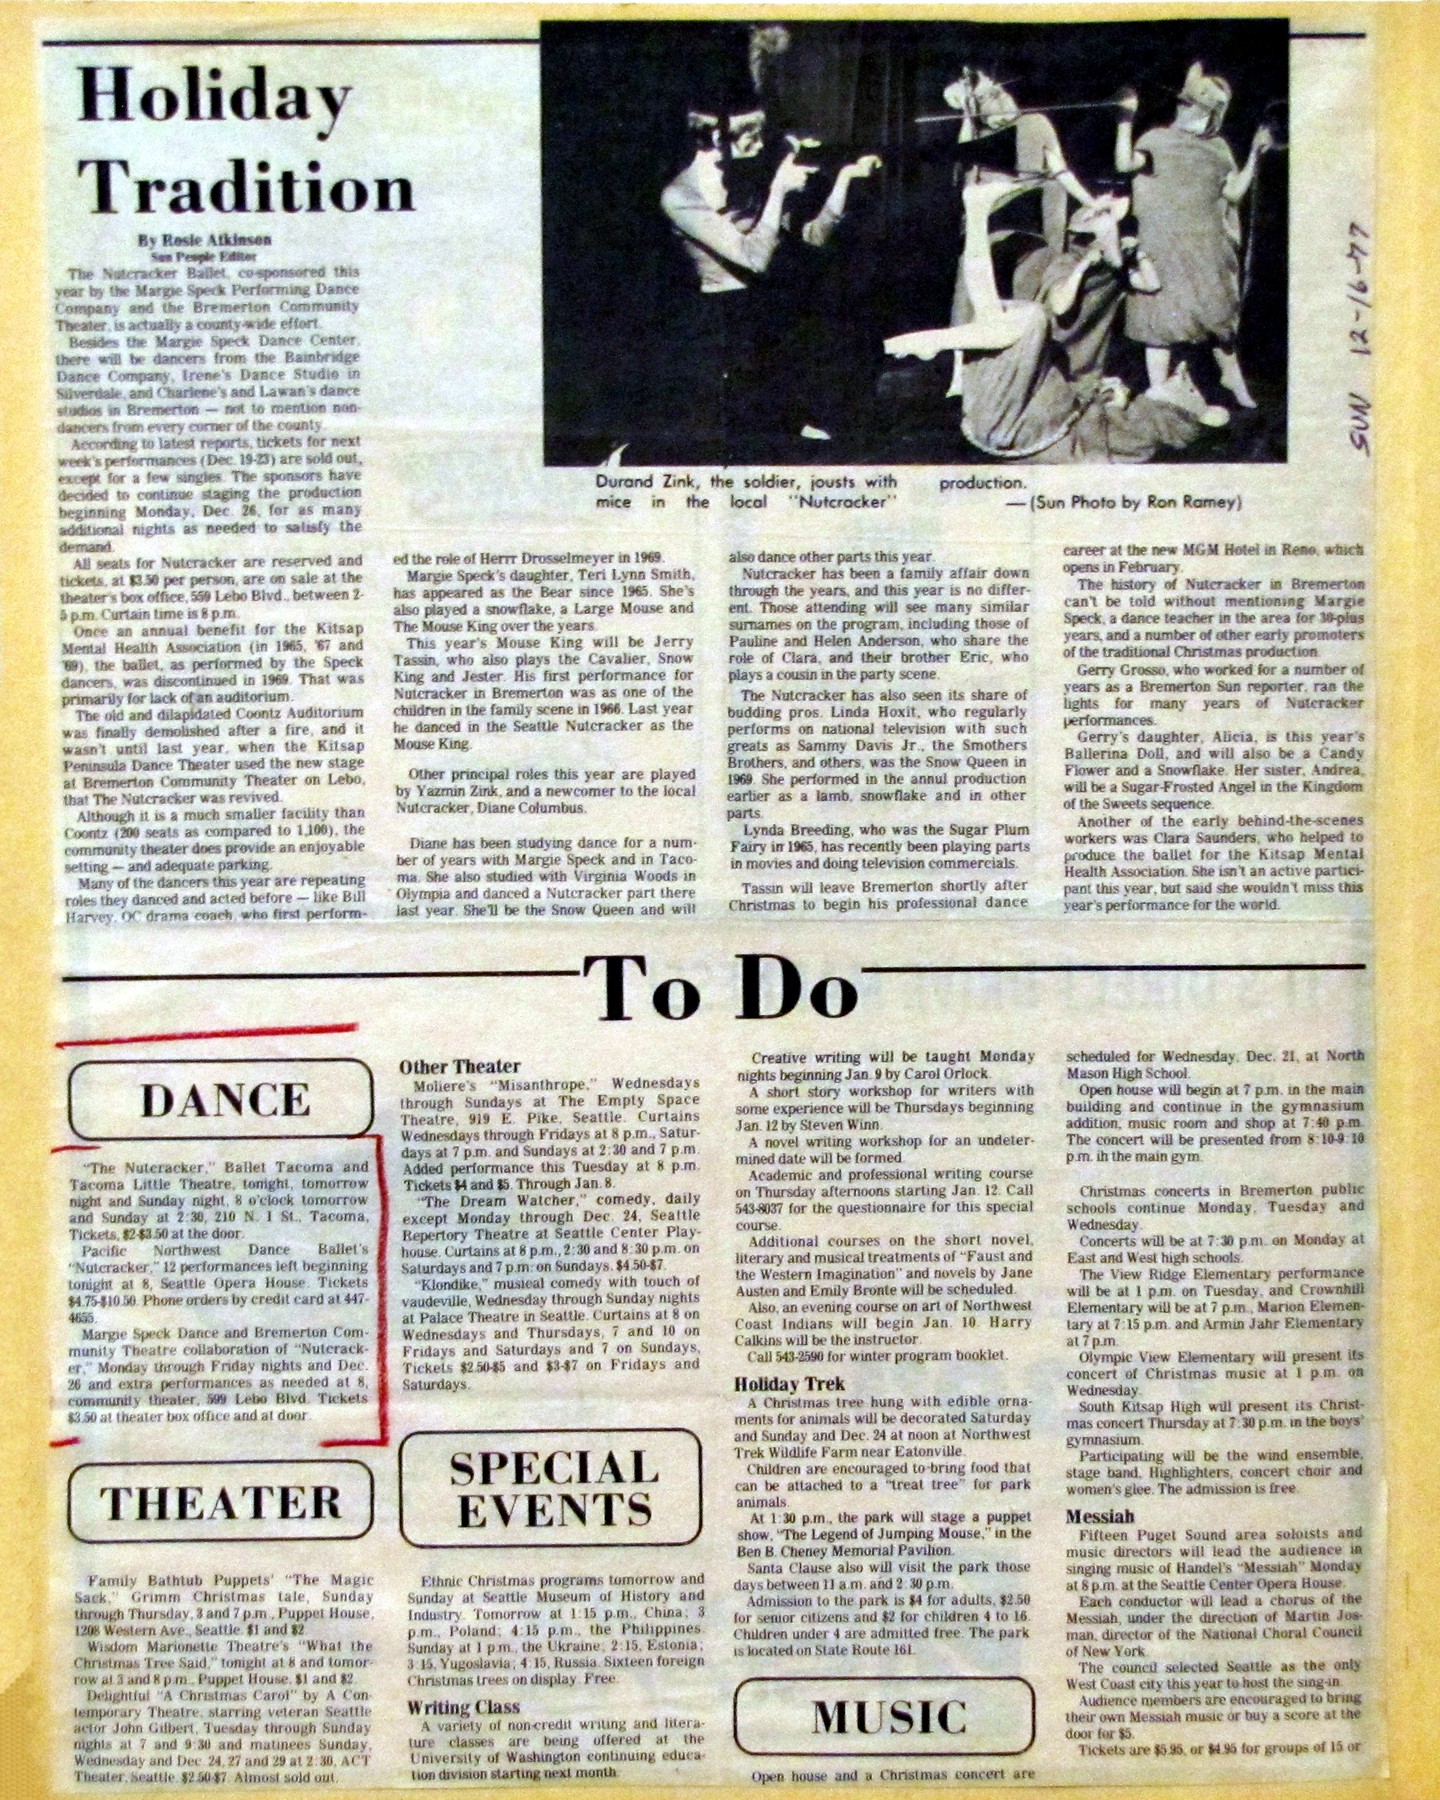 Holiday
Tradition
By Rosie Atkinson
Sun People Editor
The Nutcracker Ballet, co-sponsored this
year by the Margie Speck Performing Dance
Company and the Bremerton Community
Theater, is actually a county-wide effort.
Besides the Margie Speck Dance Center,
there will be dancers from the Bainbridge
Dance Company, Irene's Dance Studio in
Silverdale, and Charlene's and Lawan's dance
studios in Bremerton — not to mention non-
dancers from every corner of the county.
According to latest reports, tickets for next
week's performances (Dec. 19-23) are sold out,
except for a few singles. The sponsors have
decided to continue staging the production
beginning Monday, Dec. 26, for as many
additional nights as needed to satisfy the
demand.
All seats for Nutcracker are reserved and
tickets, at $3.50 per person, are on sale at the
theater's box office, 559 Lebo Blvd., between 2-
5 p.m. Curtain time is 8 p.m.
Once an annual benefit for the Kitsap
Mental Health Association (in 1965, '67 and
'69), the ballet, as performed by the Speck
dancers, was discontinued in 1969. That was
primarily for lack of an auditorium.
The old and dilapidated Coontz Auditorium
was finally demolished after a fire, and it
wasn't until last year, when the Kitsap
Peninsula Dance Theater used the new stage
at Bremerton Community Theater on Lebo,
that The Nutcracker was revived.
Although it is a much smaller facility than
Coontz (200 seats as compared to 1,100), the
community theater does provide an enjoyable
setting — and adequate parking.
Many of the dancers this year are repeating
roles they danced and acted before — like Bill
Harvey, OC drama coach, who first perform-
Durand Zink, the soldier, jousts with
mice in the local "Nutcracker"
production.
— (Sun Photo by Ron Ramey)
SUN 12-16-77
ed the role of Herrr Drosselmeyer in 1969.
Margie Speck's daughter, Teri Lynn Smith,
has appeared as the Bear since 1965. She's
also played a snowflake, a Large Mouse and
The Mouse King over the years.
This year's Mouse King will be Jerry
Tassin, who also plays the Cavalier, Snow
King and Jester. His first performance for
Nutcracker in Bremerton was as one of the
children in the family scene in 1966. Last year
he danced in the Seattle Nutcracker as the
Mouse King.
Other principal roles this year are played
by Yazmin Zink, and a newcomer to the local
Nutcracker, Diane Columbus.
Diane has been studying dance for a num-
ber of years with Margie Speck and in Taco-
ma. She also studied with Virginia Woods in
Olympia and danced a Nutcracker part there
last year. She'll be the Snow Queen and will
also dance other parts this year.
Nutcracker has been a family affair down
through the years, and this year is no differ-
ent. Those attending will see many similar
surnames on the program, including those of
Pauline and Helen Anderson, who share the
role of Clara, and their brother Eric, who
plays a cousin in the party scene.
The Nutcracker has also seen its share of
budding pros. Linda Hoxit, who regularly
performs on national television with such
greats as Sammy Davis Jr., the Smothers
Brothers, and others, was the Snow Queen in
1969. She performed in the annul production
earlier as a lamb, snowflake and in other
parts.
Lynda Breeding, who was the Sugar Plum
Fairy in 1965, has recently been playing parts
in movies and doing television commercials.
Tassin will leave Bremerton shortly after
Christmas to begin his professional dance
career at the new MGM Hotel in Reno, which
opens in February.
The history of Nutcracker in Bremerton
can't be told without mentioning Margie
Speck, a dance teacher in the area for 30-plus
years, and a number of other early promoters
of the traditional Christmas production.
Gerry Grosso, who worked for a number of
years as a Bremerton Sun reporter, ran the
lights for many years of Nutcracker
performances.
Gerry's daughter, Alicia, is this year's
Ballerina Doll, and will also be a Candy
Flower and a Snowflake. Her sister, Andrea,
will be a Sugar-Frosted Angel in the Kingdom
of the Sweets sequence.
Another of the early behind-the-scenes
workers was Clara Saunders, who helped to
produce the ballet for the Kitsap Mental
Health Association. She isn't an active partici-
pant this year, but said she wouldn't miss this
year's performance for the world.
To Do
DANCE
"The Nutcracker," Ballet Tacoma and
Tacoma Little Theatre, tonight, tomorrow
night and Sunday night, 8 o'clock tomorrow
and Sunday at 2:30, 210 N. I St., Tacoma,
Tickets, $2-$3.50 at the door.
Pacific Northwest Dance Ballet's
"Nutcracker," 12 performances left beginning
tonight at 8, Seattle Opera House. Tickets
$4.75-$10.50. Phone orders by credit card at 447-
4655.
Margie Speck Dance and Bremerton Com-
munity Theatre collaboration of "Nutcrack-
er," Monday through Friday nights and Dec.
26 and extra performances as needed at 8,
community theater, 599 Lebo Blvd. Tickets
$3.50 at theater box office and at door.
THEATER
Family Bathtub Puppets' "The Magic
Sack," Grimm Christmas tale, Sunday
through Thursday, 3 and 7 p.m., Puppet House,
1208 Western Ave., Seattle. $1 and $2.
Wisdom Marionette Theatre's "What the
Christmas Tree Said," tonight at 8 and tomor-
row at 3 and 8 p.m., Puppet House, $1 and $2.
Delightful "A Christmas Carol" by A Con-
temporary Theatre, starring veteran Seattle
actor John Gilbert, Tuesday through Sunday
nights at 7 and 9:30 and matinees Sunday,
Wednesday and Dec. 24, 27 and 29 at 2:30, ACT
Theater, Seattle. $2.50-$7. Almost sold out.
Other Theater
Moliere's "Misanthrope," Wednesdays
through Sundays at The Empty Space
Theatre, 919 E. Pike, Seattle. Curtains
Wednesdays through Fridays at 8 p.m., Satur-
days at 7 p.m. and Sundays at 2:30 and 7 p.m.
Added performance this Tuesday at 8 p.m.
Tickets $4 and $5. Through Jan. 8.
"The Dream Watcher," comedy, daily
except Monday through Dec. 24, Seattle
Repertory Theatre at Seattle Center Play-
house. Curtains at 8 p.m., 2:30 and 8:30 p.m. on
Saturdays and 7 p.m. on Sundays. $4.50-$7.
"Klondike," musical comedy with touch of
vaudeville, Wednesday through Sunday nights
at Palace Theatre in Seattle. Curtains at 8 on
Wednesdays and Thursdays, 7 and 10 on
Fridays and Saturdays and 7 on Sundays,
Tickets $2.50-$5 and $3-$7 on Fridays and
Saturdays.
SPECIAL
EVENTS
Ethnic Christmas programs tomorrow and
Sunday at Seattle Museum of History and
Industry. Tomorrow at 1:15 p.m., China; 3
p.m., Poland; 4:15 p.m., the Philippines.
Sunday at 1 p.m., the Ukraine; 2:15, Estonia;
3:15, Yugoslavia; 4:15, Russia. Sixteen foreign
Christmas trees on display. Free.
Writing Class
A variety of non-credit writing and litera-
ture classes are being offered at the
University of Washington continuing educa-
tion division starting next month.
Creative writing will be taught Monday
nights beginning Jan. 9 by Carol Orlock.
A short story workshop for writers with
some experience will be Thursdays beginning
Jan. 12 by Steven Winn.
A novel writing workshop for an undeter-
mined date will be formed.
Academic and professional writing course
on Thursday afternoons starting Jan. 12. Call
543-8037 for the questionnaire for this special
course.
Additional courses on the short novel,
literary and musical treatments of "Faust and
the Western Imagination" and novels by Jane
Austen and Emily Bronte will be scheduled.
Also, an evening course on art of Northwest
Coast Indians will begin Jan. 10. Harry
Calkins will be the instructor.
Call 543-2590 for winter program booklet.
Holiday Trek
A Christmas tree hung with edible orna-
ments for animals will be decorated Saturday
and Sunday and Dec. 24 at noon at Northwest
Trek Wildlife Farm near Eatonville.
Children are encouraged to bring food that
can be attached to a "treat tree" for park
animals.
At 1:30 p.m., the park will stage a puppet
show, "The Legend of Jumping Mouse," in the
Ben B. Cheney Memorial Pavilion.
Santa Clause also will visit the park those
days between 11 a.m. and 2:30 p.m.
Admission to the park is $4 for adults, $2.50
for senior citizens and $2 for children 4 to 16.
Children under 4 are admitted free. The park
is located on State Route 161.
MUSIC
Open house and a Christmas concert are
scheduled for Wednesday, Dec. 21, at North
Mason High School.
Open house will begin at 7 p.m. in the main
building and continue in the gymnasium
addition, music room and shop at 7:40 p.m.
The concert will be presented from 8:10-9:10
p.m. ih the main gym.
Christmas concerts in Bremerton public
schools continue Monday, Tuesday and
Wednesday.
Concerts will be at 7:30 p.m. on Monday at
East and West high schools.
The View Ridge Elementary performance
will be at 1 p.m. on Tuesday, and Crownhill
Elementary will be at 7 p.m., Marion Elemen-
tary at 7:15 p.m. and Armin Jahr Elementary
at 7 p.m.
Olympic View Elementary will present its
concert of Christmas music at 1 p.m. on
Wednesday.
South Kitsap High will present its Christ-
mas concert Thursday at 7:30 p.m. in the boys'
gymnasium.
Participating will be the wind ensemble,
stage band, Highlighters, concert choir and
women's glee. The admission is free.
Messiah
Fifteen Puget Sound area soloists and
music directors will lead the audience in
singing music of Handel's "Messiah" Monday
at 8 p.m. at the Seattle Center Opera House.
Each conductor will lead a chorus of the
Messiah, under the direction of Martin Jos-
man, director of the National Choral Council
of New York.
The council selected Seattle as the only
West Coast city this year to host the sing-in.
Audience members are encouraged to bring
their own Messiah music or buy a score at the
door for $5.
Tickets are $5.95, or $4.95 for groups of 15 or